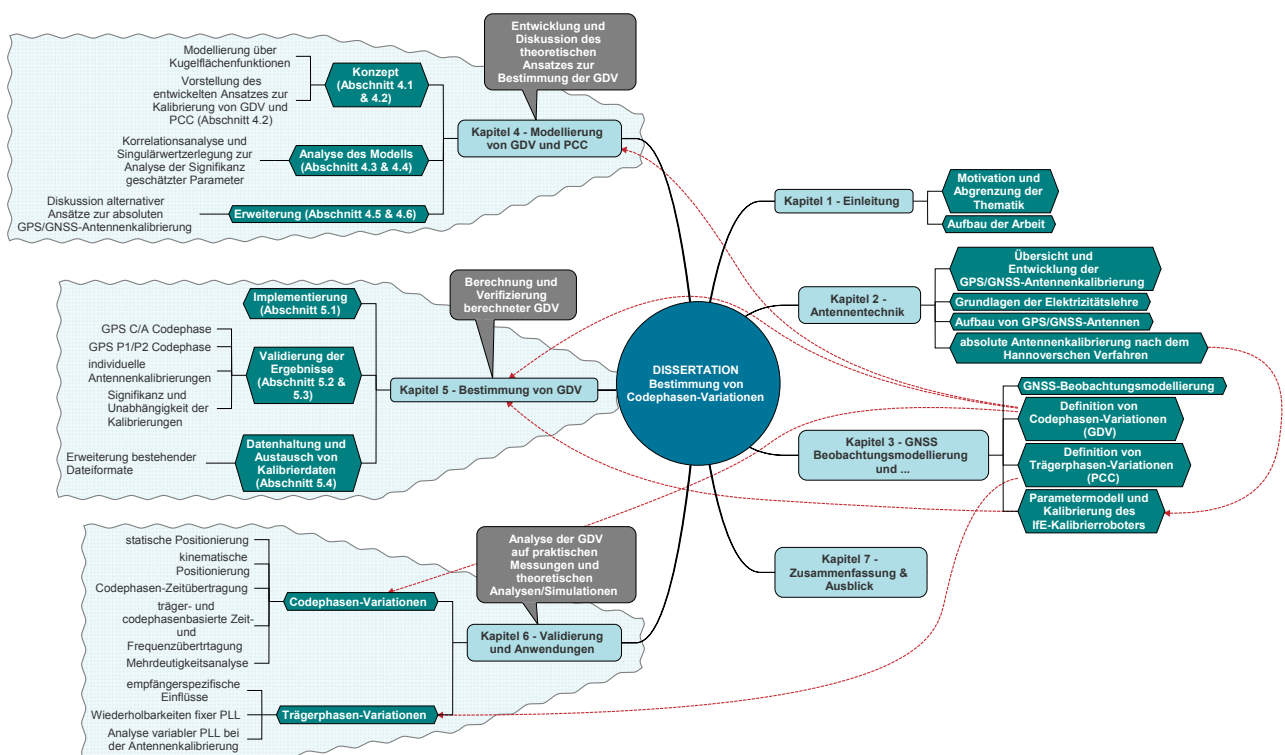 Entwicklung und
Diskussion des
theoretischen
Ansatzes zur
Bestimmung der GDV
Modellierung über
Kugelflächenfunktionen
Vorstellung des
entwickelten Ansatzes zur
Kalibrierung von GDV und
PCC (Abschnitt 4.2)
Konzept
(Abschnitt 4.1
& 4.2)
Kapitel 4 - Modellierung
von GDV und PCC
Korrelationsanalyse und
Singulärwertzerlegung zur
Analyse der Signifikanz
geschätzter Parameter
Analyse des Modells
(Abschnitt 4.3 & 4.4)
Diskussion alternativer
Ansätze zur absoluten
GPS/GNSS-Antennenkalibrierung
Erweiterung (Abschnitt 4.5 & 4.6)
Berechnung und
Verifizierung
berechneter GDV
Implementierung
(Abschnitt 5.1)
GPS C/A Codephase
GPS P1/P2 Codephase
individuelle
Antennenkalibrierungen
Signifikanz und
Unabhängigkeit der
Kalibrierungen
Validierung der
Ergebnisse
(Abschnitt 5.2 &
5.3)
Kapitel 5 - Bestimmung von GDV
Erweiterung bestehender
Dateiformate
Datenhaltung und
Austausch von
Kalibrierdaten
(Abschnitt 5.4)
Analyse der GDV
auf praktischen
Messungen und
theoretischen
Analysen/Simulationen
statische Positionierung
kinematische
Positionierung
Codephasen-Zeitübertragung
träger- und
codephasenbasierte Zeit-
und
Frequenzübertrtagung
Mehrdeutigkeitsanalyse
Codephasen-Variationen
Kapitel 6 - Validierung
und Anwendungen
empfängerspezifische
Einflüsse
Wiederholbarkeiten fixer PLL
Analyse variabler PLL bei
der Antennenkalibrierung
Trägerphasen-Variationen
DISSERTATION
Bestimmung von
Codephasen-Variationen
Kapitel 1 - Einleitung
Motivation und
Abgrenzung der
Thematik
Aufbau der Arbeit
Kapitel 2 -
Antennentechnik
Übersicht und
Entwicklung der
GPS/GNSS-Antennenkalibrierung
Grundlagen der Elektrizitätslehre
Aufbau von GPS/GNSS-Antennen
absolute Antennenkalibrierung nach dem
Hannoverschen Verfahren
Kapitel 3 - GNSS
Beobachtungsmodellierung
und ...
GNSS-Beobachtungsmodellierung
Definition von
Codephasen-Variationen
(GDV)
Definition von
Trägerphasen-Variationen
(PCC)
Parametermodell und
Kalibrierung des
IfE-Kalibrierroboters
Kapitel 7 -
Zusammenfassung &
Ausblick